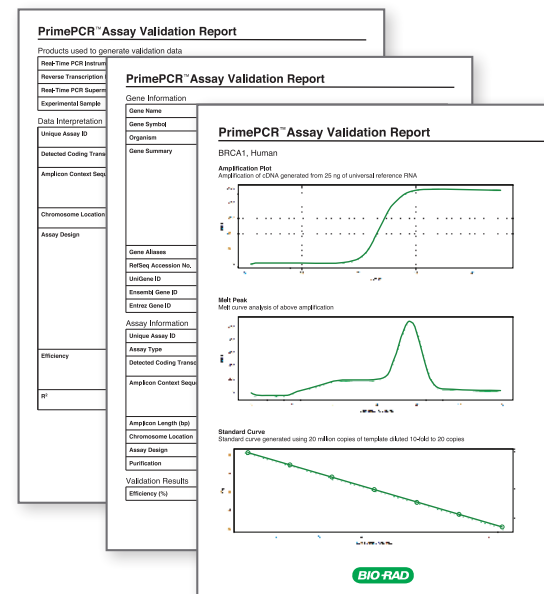 PrimePCR™Assay Validation Report
Products used to generate validation data
Real-Time PCR
Reverse Transcription
Real-Time PCR
Experimental Sample
Data Interpretation
Unique Assay ID
Detected Coding
Amplicon Context
Chromosome Location
Assay Design
Efficiency
R²
PrimePCR™Assay Validation Report
Gene Information
Gene Name
Gene Symbol
Organism
Gene Summary
Gene Aliases
RefSeq Accession No.
UniGene ID
Ensembl Gene ID
Entrez Gene ID
Assay Information
Unique Assay ID
Assay Type
Detected Coding
Amplicon Context
Amplicon Length (bp)
Chromosome Location
Assay Design
Purification
Validation Results
Efficiency (%)
PrimePCR™Assay Validation Report
BRCA1, Human
Amplification Plot
Amplification of cDNA generated from 25 ng of universal reference RNA
Melt Peak
Melt curve analysis of above amplification
Standard Curve
Standard curve generated using 20 million copies of template diluted 10-fold to 20 copies
BIO-RAD